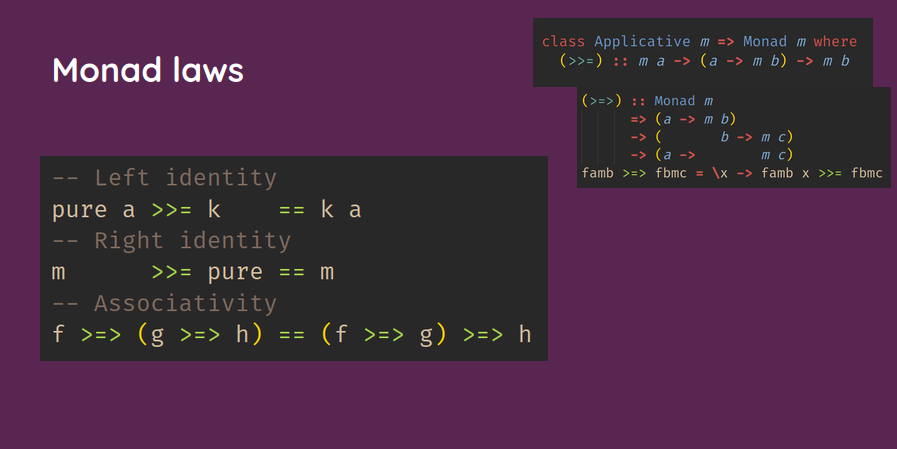 Monad laws
class Applicative m => Monad m where
(>>=) :: m a -> (a -> m b) -> m b
(>=>) :: Monad m
=> (a -> m b)
-> (       b -> m c)
-> (a ->        m c)
famb >=> fbmc = \x -> famb x >>= fbmc
-- Left identity
pure a >>= k    == k a
-- Right identity
m      >>= pure == m
-- Associativity
f >=> (g >=> h) == (f >=> g) >=> h